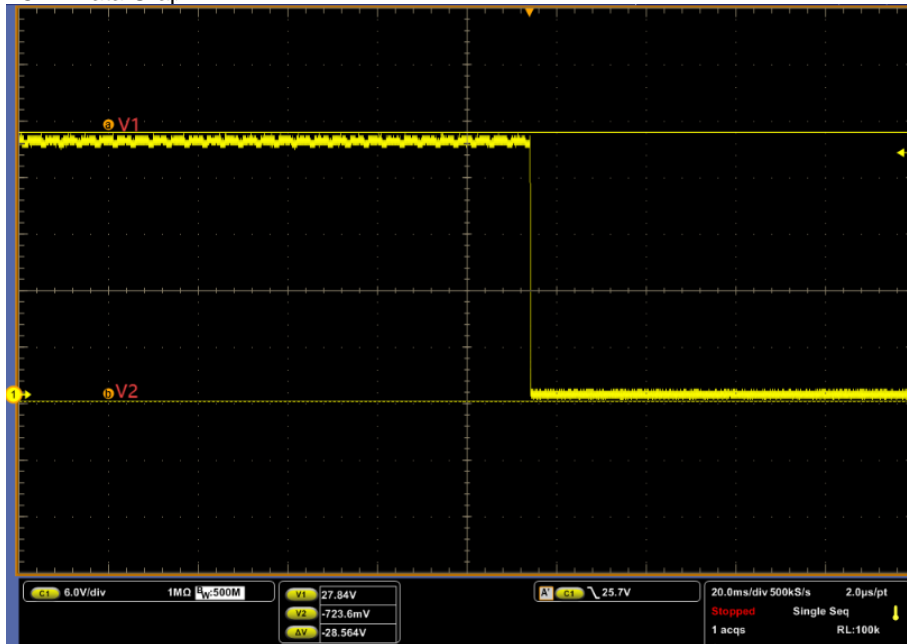 a V1
1
b V2
C1 6.0V/div 1MΩ BW:500M
V1 27.84V
V2 -723.6mV
ΔV -28.564V
A' C1 25.7V
20.0ms/div 500kS/s 2.0µs/pt
Stopped Single Seq
1 acqs RL:100k